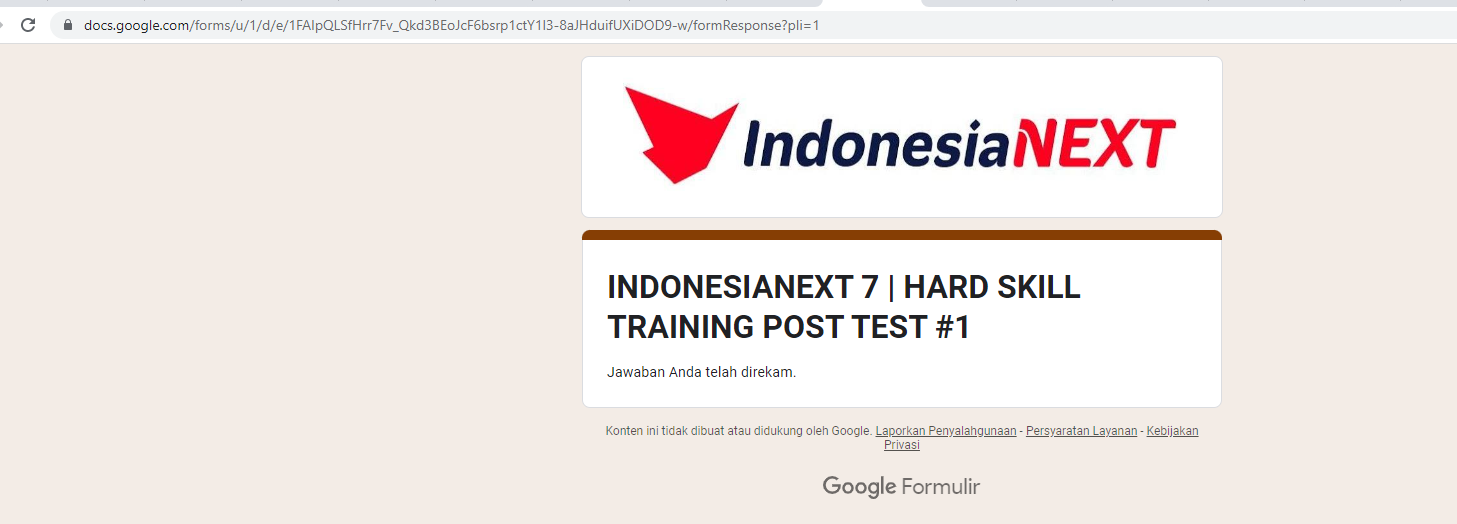 docs.google.com/forms/u/1/d/e/1FAIpQLSfHrr7Fv_Qkd3BEoJcF6bsrp1ctY1I3-8aJHduifUXiDOD9-w/formResponse?pli=1
IndonesiaNEXT
INDONESIANEXT 7 | HARD SKILL
TRAINING POST TEST #1
Jawaban Anda telah direkam.
Konten ini tidak dibuat atau didukung oleh Google. Laporkan Penyalahgunaan - Persyaratan Layanan - Kebijakan
Privasi
Google Formulir